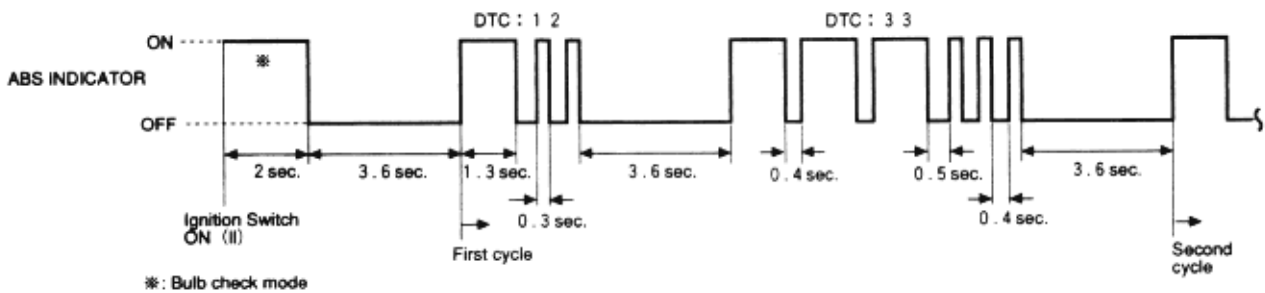 DTC : 1 2
DTC : 3 3
ON
※
ABS INDICATOR
OFF
2 sec.
3.6 sec.
1.3 sec.
3.6 sec.
0.4 sec.
0.5 sec.
3.6 sec.
0.3 sec.
0.4 sec.
Ignition Switch
ON (II)
First cycle
Second
cycle
※: Bulb check mode